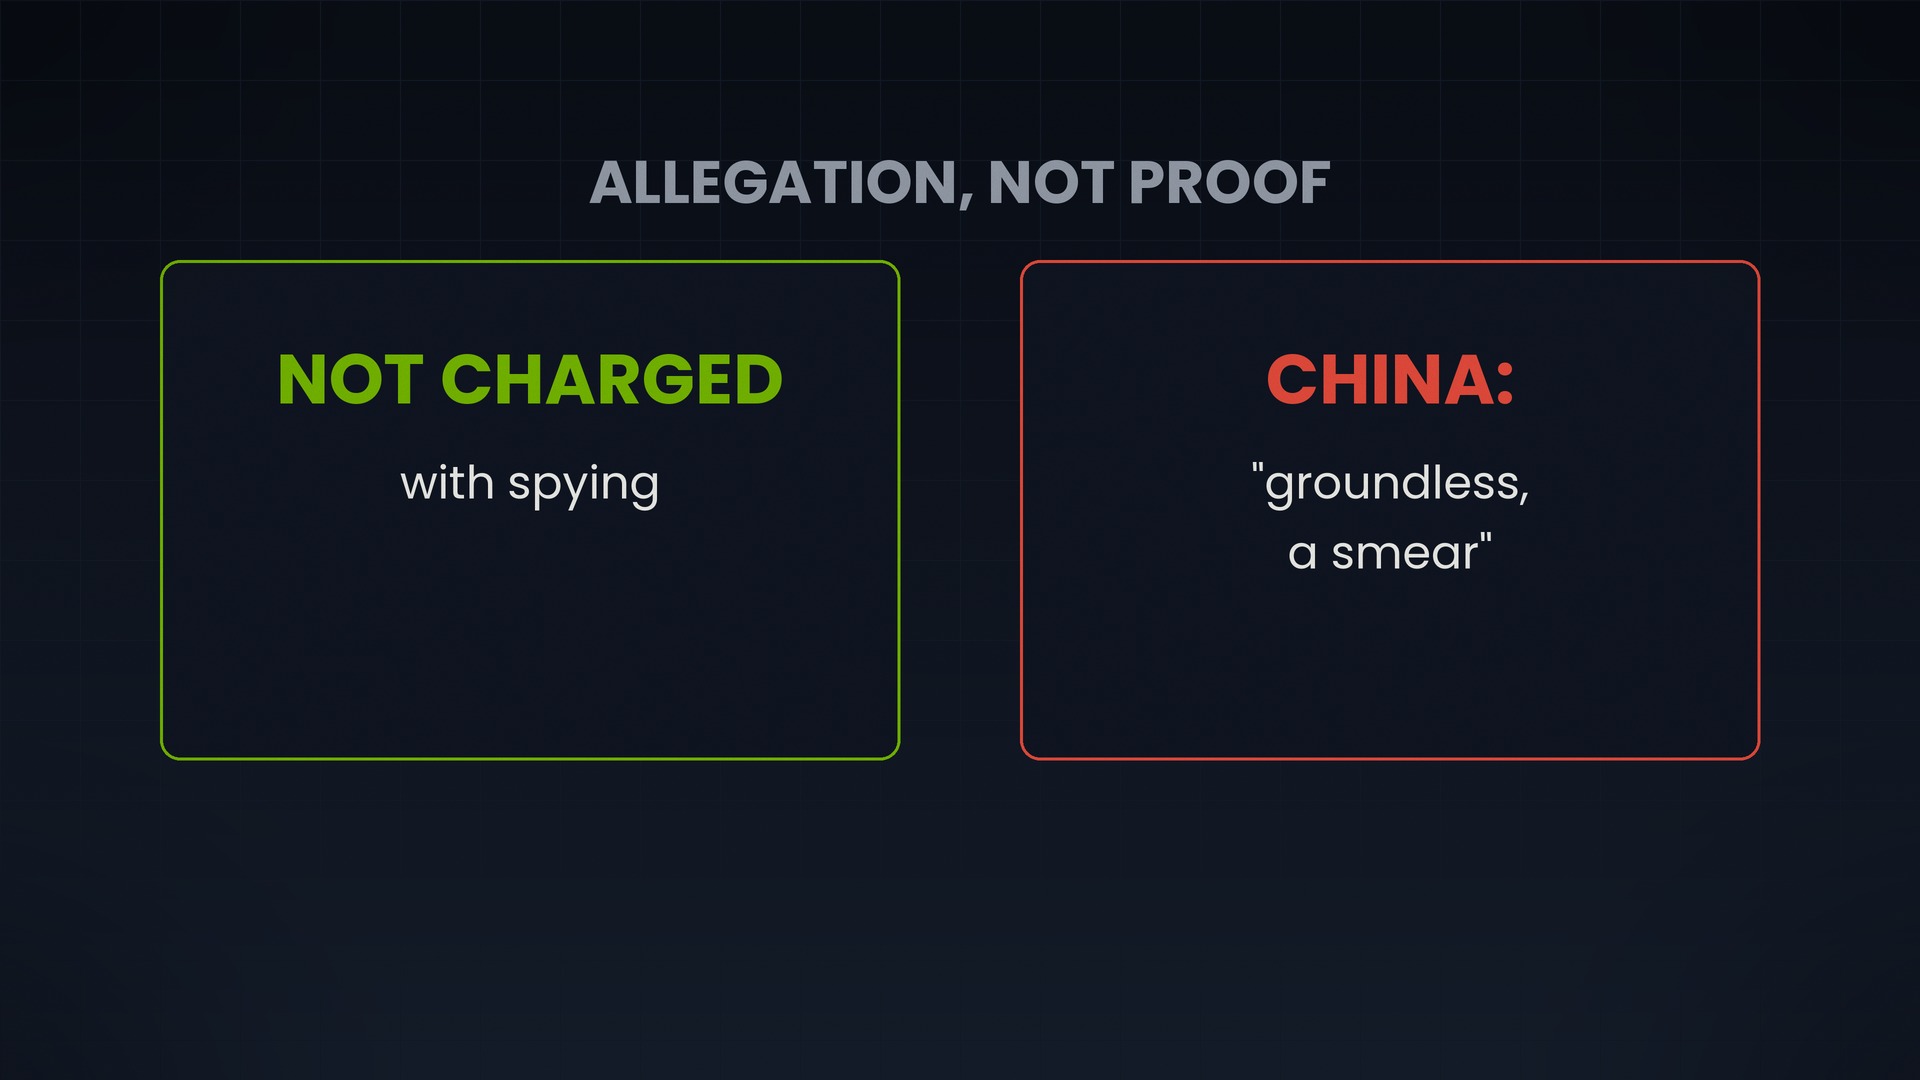 ALLEGATION, NOT PROOF
NOT CHARGED
with spying
CHINA:
"groundless,
a smear"